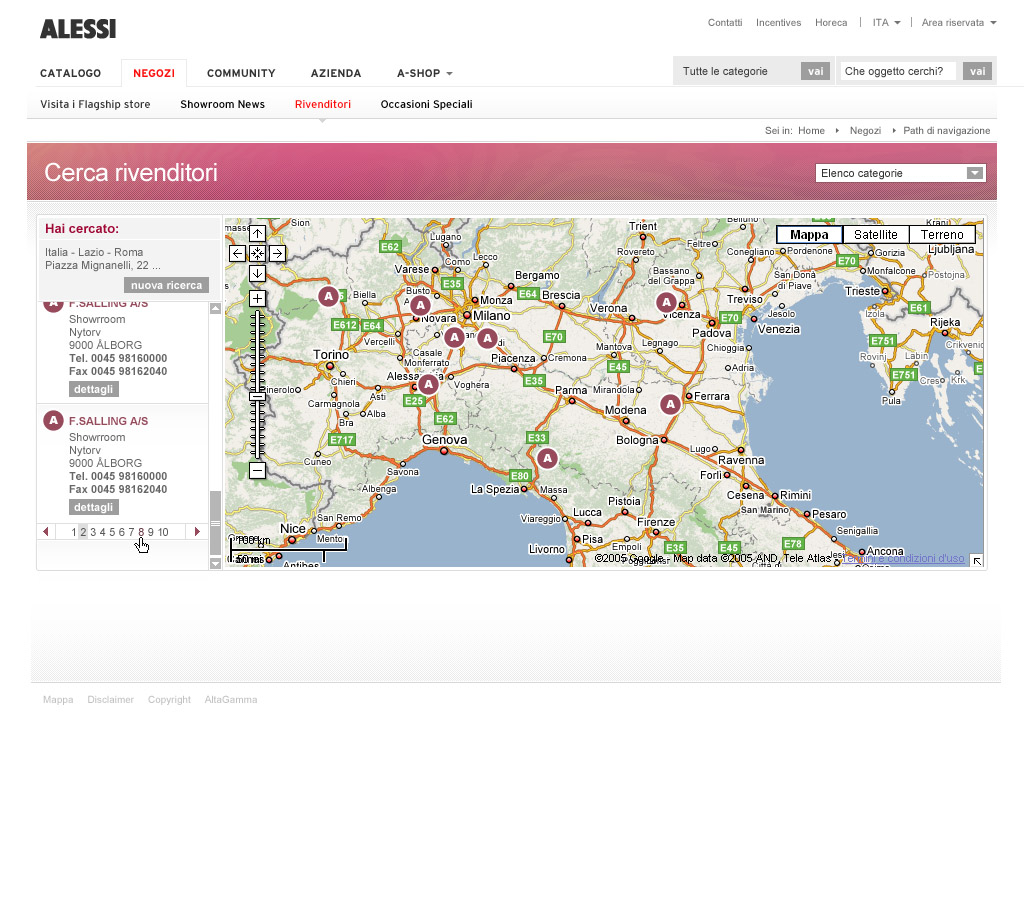 ALESSI
Contatti Incentives Horeca | ITA | Area riservata
CATALOGO NEGOZI COMMUNITY AZIENDA A-SHOP
Tutte le categorie vai Che oggetto cerchi? vai
Visita i Flagship store Showroom News Rivenditori Occasioni Speciali
Sei in: Home Negozi Path di navigazione
Cerca rivenditori
Elenco categorie
Hai cercato:
Italia - Lazio - Roma
Piazza Mignanelli, 22 ...
nuova ricerca
A F.SALLING A/S
Showrroom
Nytorv
9000 ÅLBORG
Tel. 0045 98160000
Fax 0045 98162040
dettagli
A F.SALLING A/S
Showrroom
Nytorv
9000 ÅLBORG
Tel. 0045 98160000
Fax 0045 98162040
dettagli
1 2 3 4 5 6 7 8 9 10
Mappa Satellite Terreno
Sion
Trient
Belluno
Krani
Lugano
Feltre
Pordenone
Gorizia
Ljubljana
E62
Lecco
Como
Rovereto
Conegliano
E70
Varese
Bassano
del Grappa
San Donà
di Piave
Monfalcone
Postojna
Bergamo
E35
Biella
Busto
E64
Brescia
Treviso
Trieste
A
A
Monza
A
Jesolo
E61
Novara
Milano
Verona
Vicenza
E70
Venezia
Izola
Rijeka
E612
E64
Padova
Vercelli
A
A
E70
E751
Torino
Casale
Monferrato
Piacenza
Cremona
Mantova
Legnago
Chioggia
Rovinj
Labin
Crikvenica
E45
Adria
E751
Cres
Krk
Pinerolo
Chieri
Asti
A
Voghera
E35
Parma
Mirandola
Ferrara
Pula
Carmagnola
Bra
Alba
E25
E62
Modena
A
E717
Genova
E33
Bologna
Cuneo
Savona
A
Lugo
Ravenna
E80
Forlì
Albenga
La Spezia
Massa
Cesena
Rimini
Pistoia
San Marino
Nice
San Remo
Viareggio
Lucca
Firenze
Pesaro
Mento
Pisa
Senigallia
100 km
Livorno
Empoli
E35
E45
E78
Ancona
50 mi
Antibes
©2005 Google - Map data ©2005 AND, Tele Atlas
Termini e condizioni d'uso
Mappa Disclaimer Copyright AltaGamma